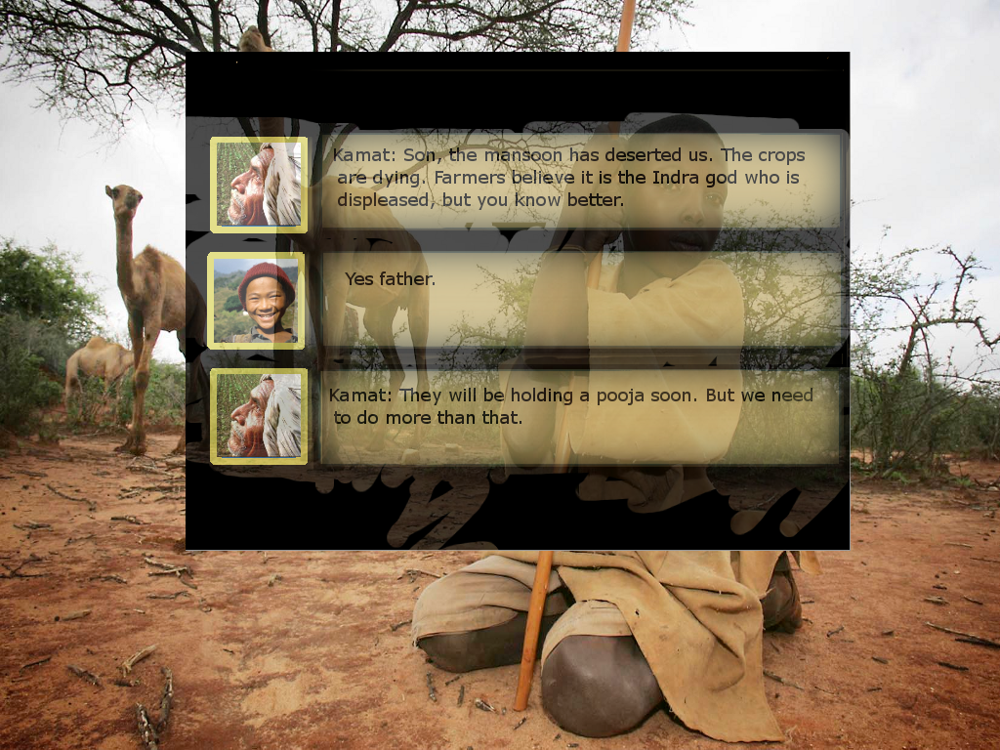 Kamat: Son, the mansoon has deserted us. The crops
are dying. Farmers believe it is the Indra god who is
displeased, but you know better.
Yes father.
Kamat: They will be holding a pooja soon. But we need
to do more than that.